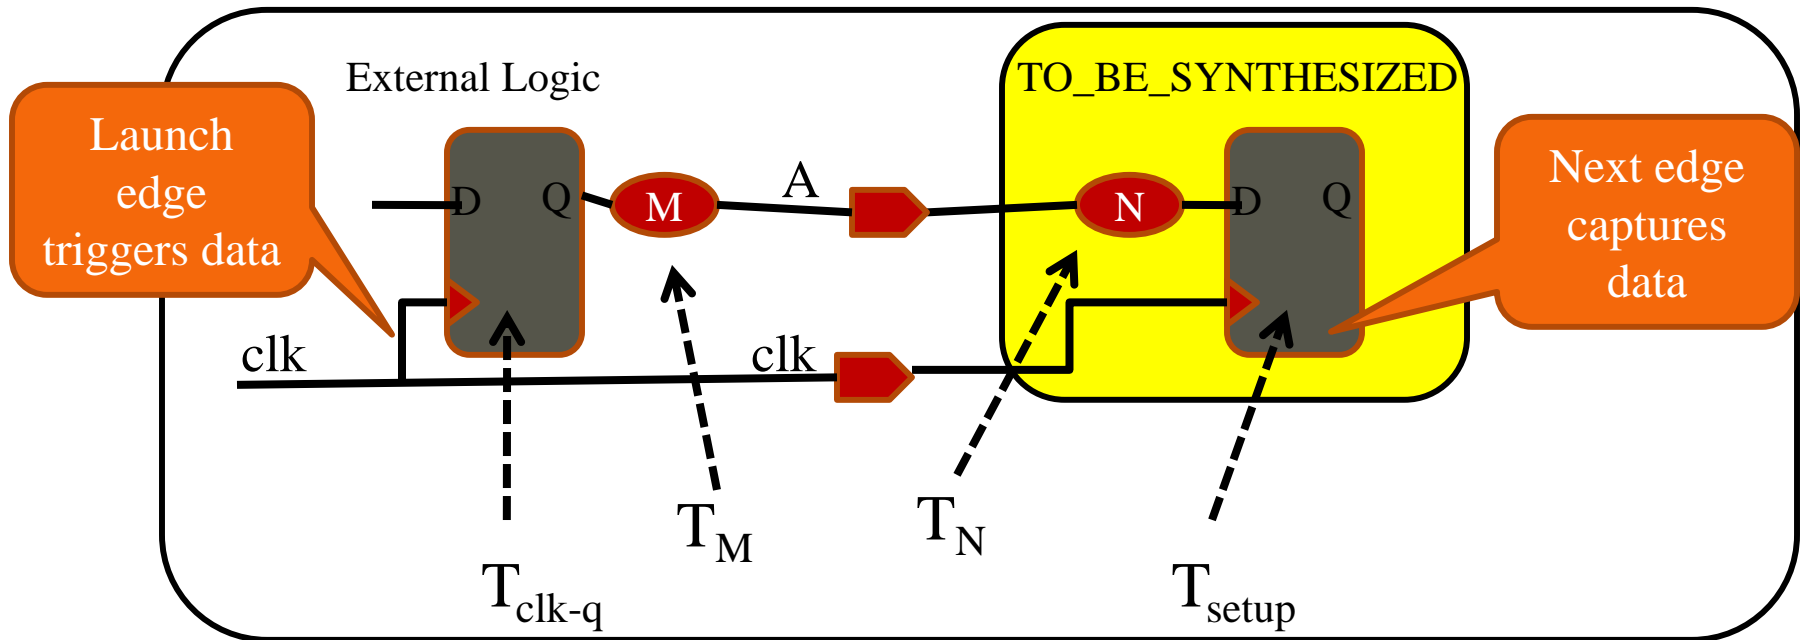 External Logic
TO_BE_SYNTHESIZED
Launch
edge
triggers data
Next edge
captures
data
D
Q
M
A
N
D
Q
clk
clk
T_M
T_N
T_clk-q
T_setup